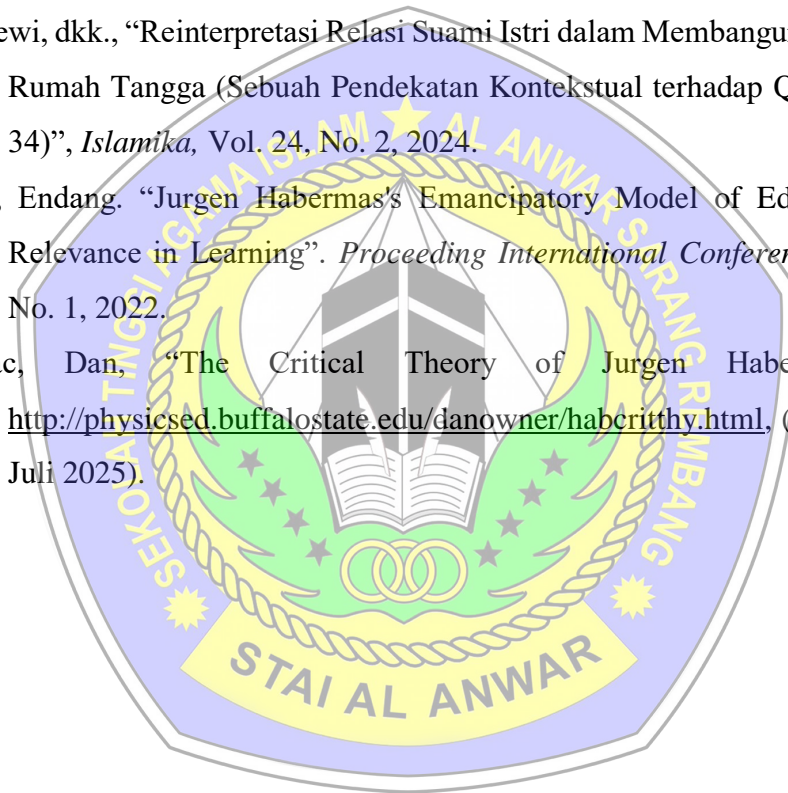 ewi, dkk., “Reinterpretasi Relasi Suami Istri dalam Membangun
Rumah Tangga (Sebuah Pendekatan Kontekstual terhadap Q
34)”, Islamika, Vol. 24, No. 2, 2024.
, Endang. “Jurgen Habermas's Emancipatory Model of Ed
Relevance in Learning”. Proceeding International Conferen
No. 1, 2022.
c, Dan, “The Critical Theory of Jurgen Habe
http://physicsed.buffalostate.edu/danowner/habcritthy.html, (
Juli 2025).
SEKOLAH TINGGI AGAMA ISLAM AL ANWAR SARANG REMBANG
STAI AL ANWAR